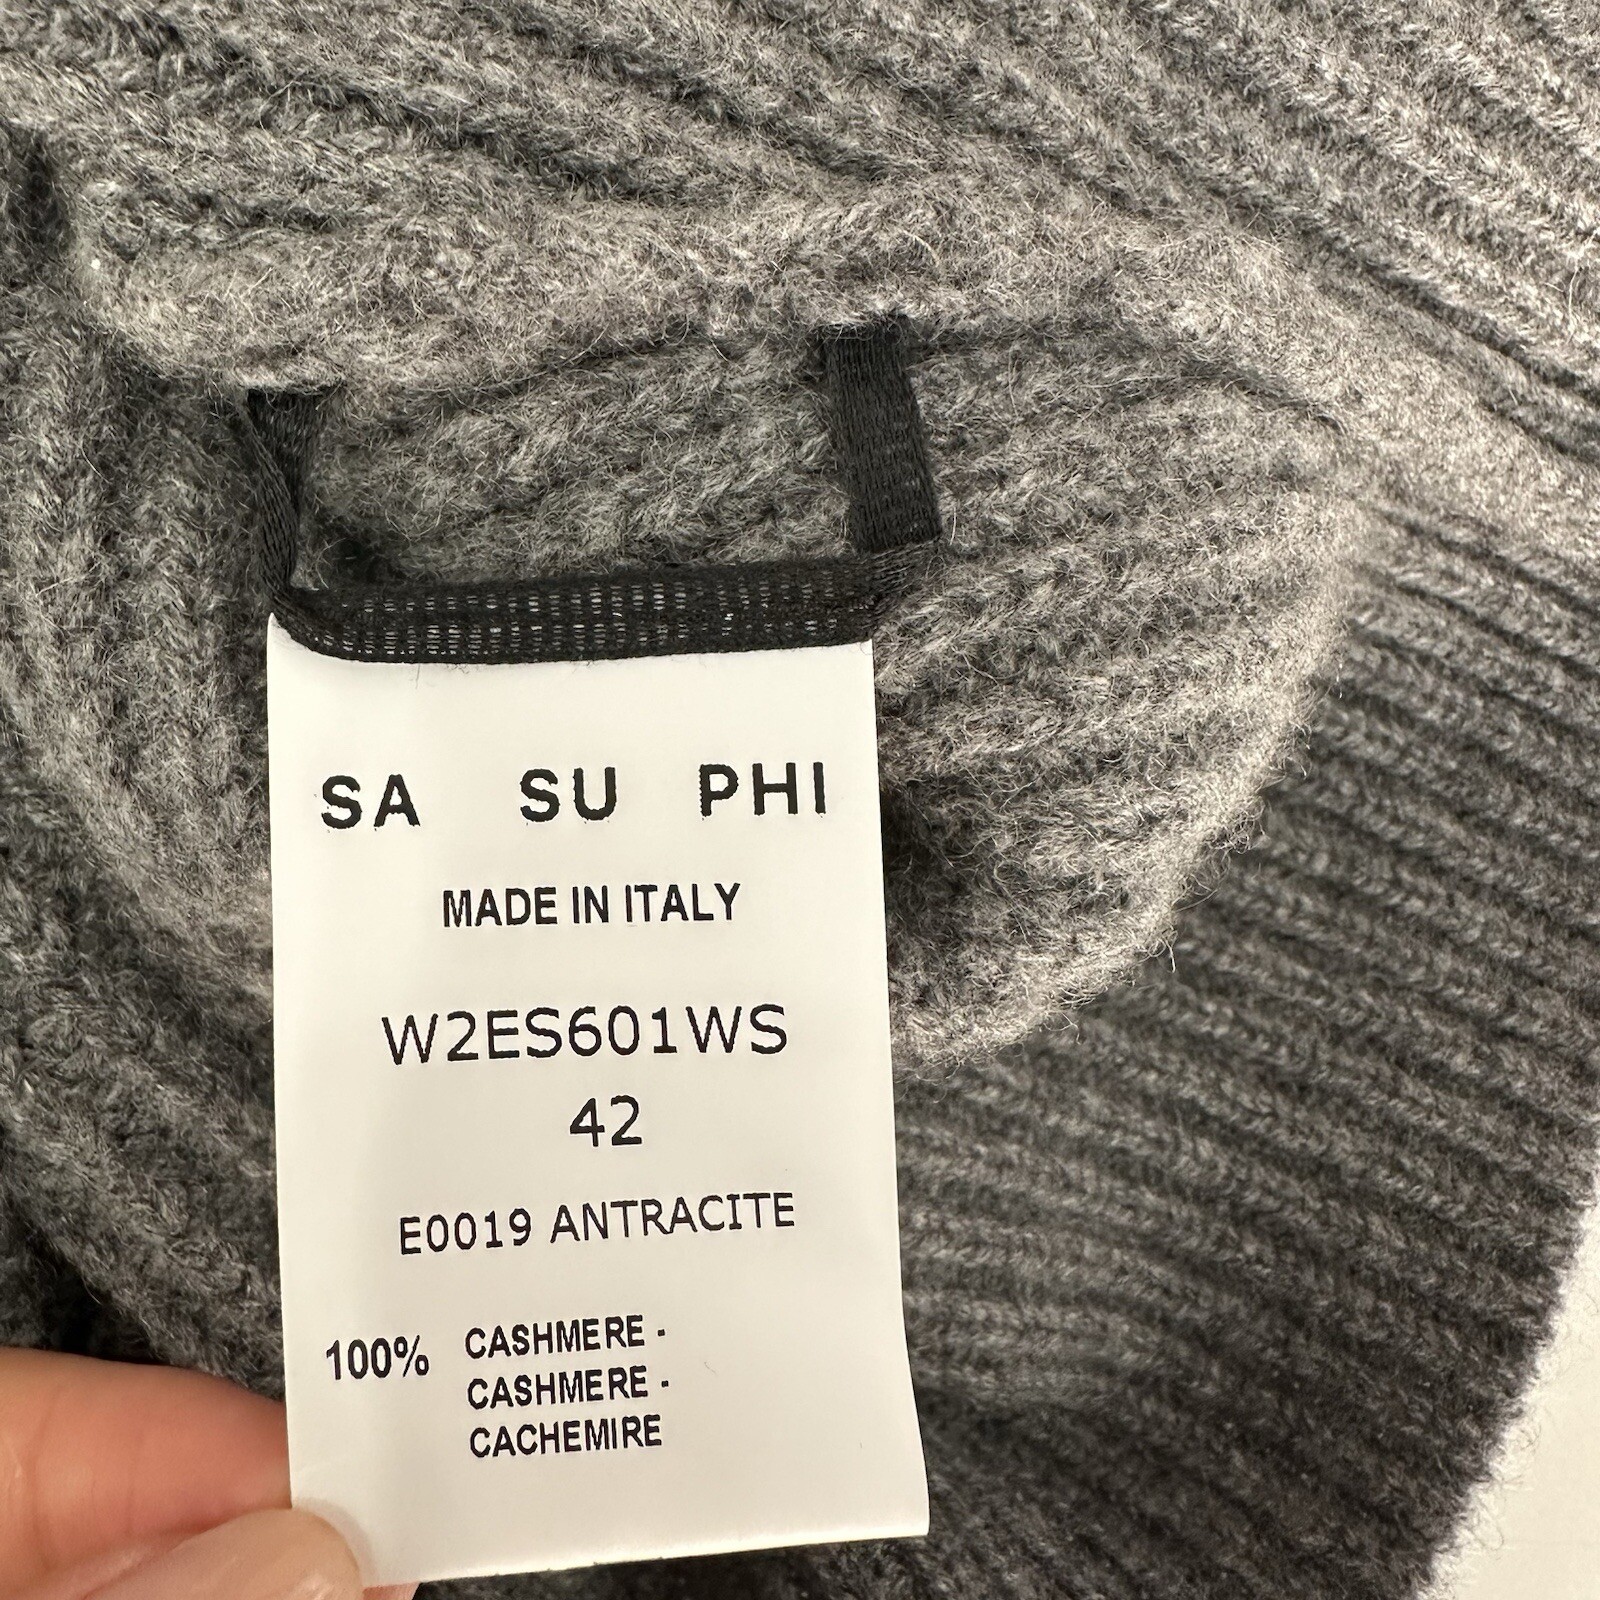 SA SU PHI
MADE IN ITALY
W2ES601WS
42
E0019 ANTRACITE
100% CASHMERE -
CASHMERE -
CACHEMIRE